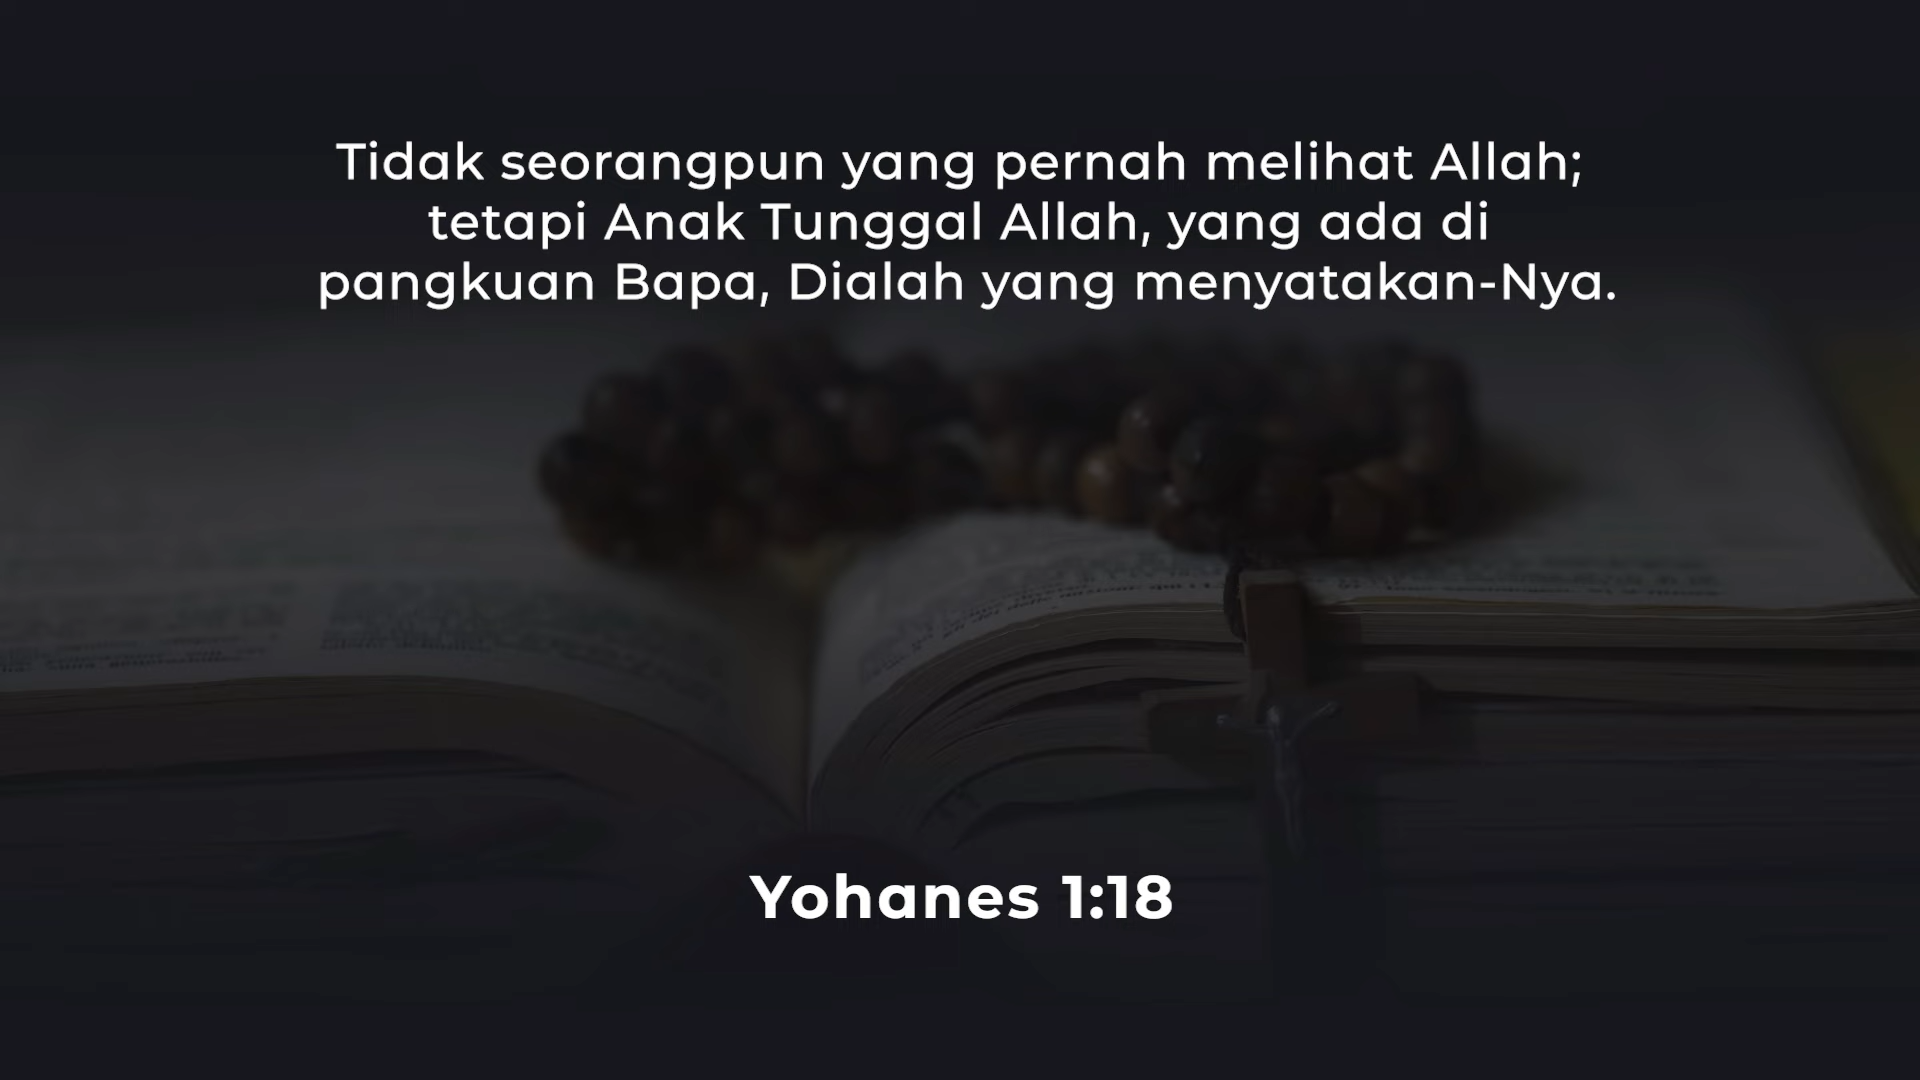 Tidak seorangpun yang pernah melihat Allah;
tetapi Anak Tunggal Allah, yang ada di
pangkuan Bapa, Dialah yang menyatakan-Nya.
Yohanes 1:18